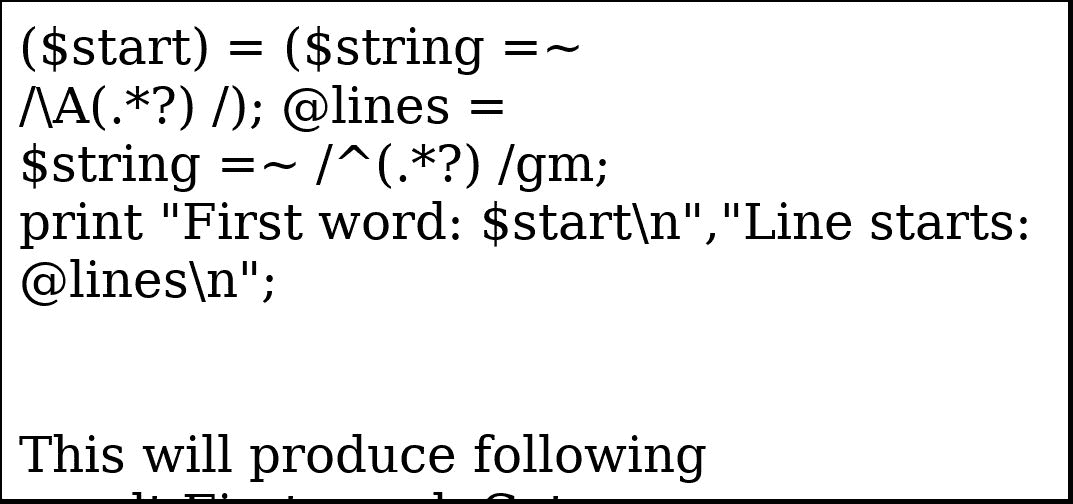 ($start) = ($string =~
/\A(.*?) /); @lines =
$string =~ /^(.*?) /gm;
print "First word: $start\n","Line starts:
@lines\n";
This will produce following